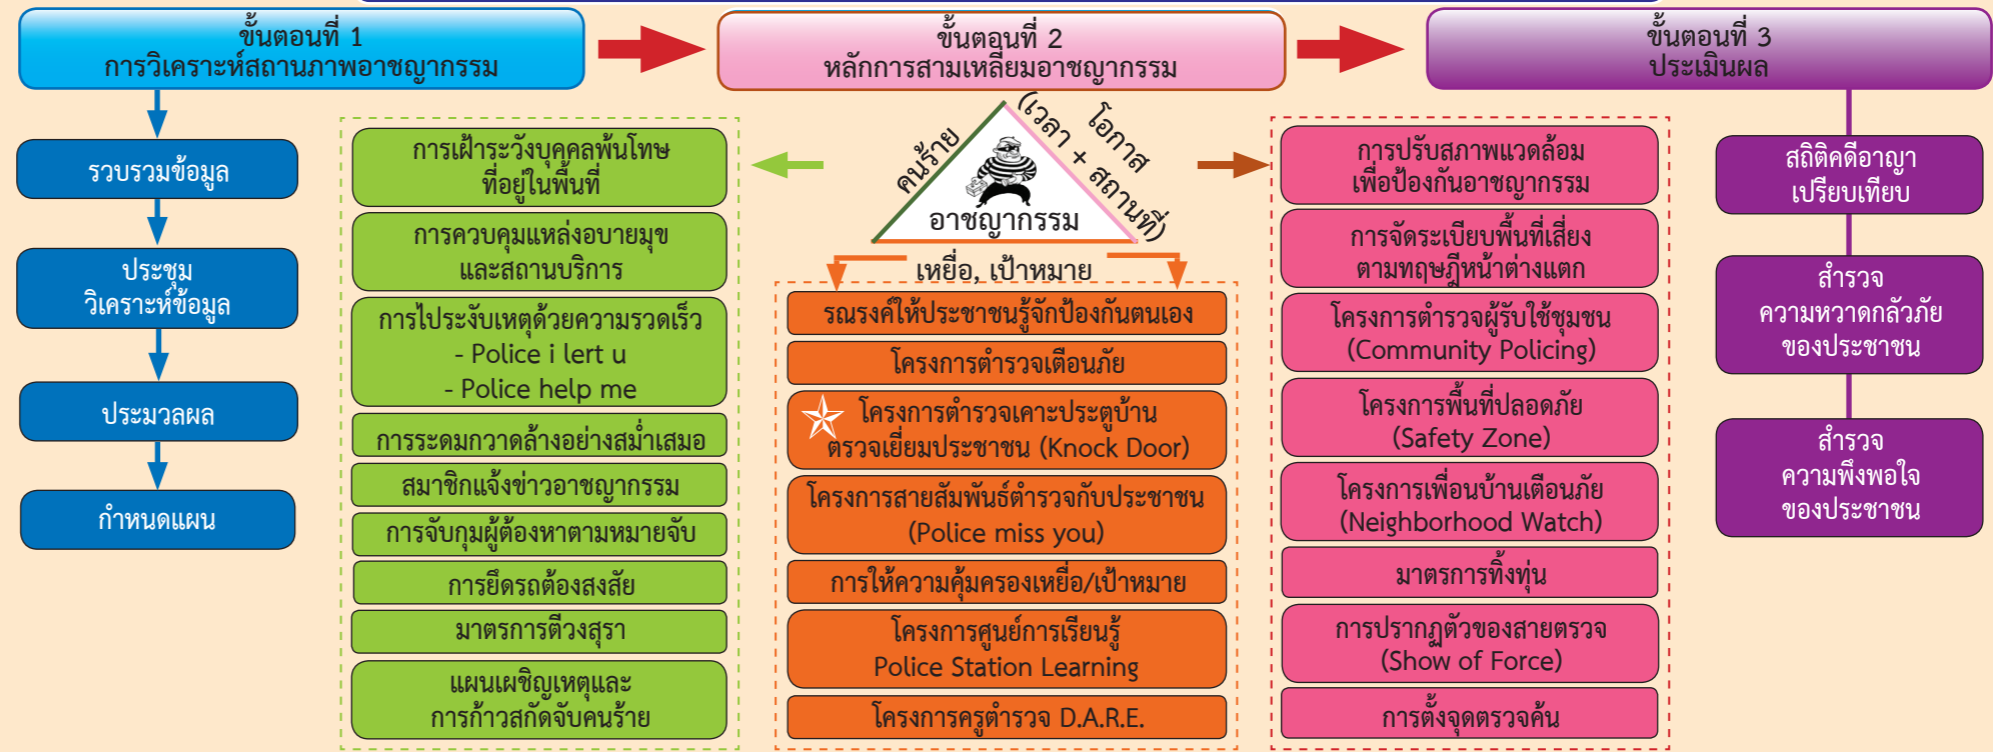 ขั้นตอนที่ 1
การวิเคราะห์สถานภาพอาชญากรรม
ขั้นตอนที่ 2
หลักการสามเหลี่ยมอาชญากรรม
ขั้นตอนที่ 3
ประเมินผล
รวบรวมข้อมูล
ประชุม
วิเคราะห์ข้อมูล
ประมวลผล
กำหนดแผน
การเฝ้าระวังบุคคลพ้นโทษ
ที่อยู่ในพื้นที่
การควบคุมแหล่งอบายมุข
และสถานบริการ
การไประงับเหตุด้วยความรวดเร็ว
- Police i lert u
- Police help me
การระดมกวาดล้างอย่างสม่ำเสมอ
สมาชิกแจ้งข่าวอาชญากรรม
การจับกุมผู้ต้องหาตามหมายจับ
การยึดรถต้องสงสัย
มาตรการตีวงสุรา
แผนเผชิญเหตุและ
การก้าวสกัดจับคนร้าย
คนร้าย
โอกาส
(เวลา + สถานที่)
อาชญากรรม
เหยื่อ, เป้าหมาย
รณรงค์ให้ประชาชนรู้จักป้องกันตนเอง
โครงการตำรวจเตือนภัย
โครงการตำรวจเคาะประตูบ้าน
ตรวจเยี่ยมประชาชน (Knock Door)
โครงการสายสัมพันธ์ตำรวจกับประชาชน
(Police miss you)
การให้ความคุ้มครองเหยื่อ/เป้าหมาย
โครงการศูนย์การเรียนรู้
Police Station Learning
โครงการครูตำรวจ D.A.R.E.
การปรับสภาพแวดล้อม
เพื่อป้องกันอาชญากรรม
การจัดระเบียบพื้นที่เสี่ยง
ตามทฤษฎีหน้าต่างแตก
โครงการตำรวจผู้รับใช้ชุมชน
(Community Policing)
โครงการพื้นที่ปลอดภัย
(Safety Zone)
โครงการเพื่อนบ้านเตือนภัย
(Neighborhood Watch)
มาตรการทิ้งทุ่น
การปรากฏตัวของสายตรวจ
(Show of Force)
การตั้งจุดตรวจค้น
สถิติคดีอาญา
เปรียบเทียบ
สำรวจ
ความหวาดกลัวภัย
ของประชาชน
สำรวจ
ความพึงพอใจ
ของประชาชน